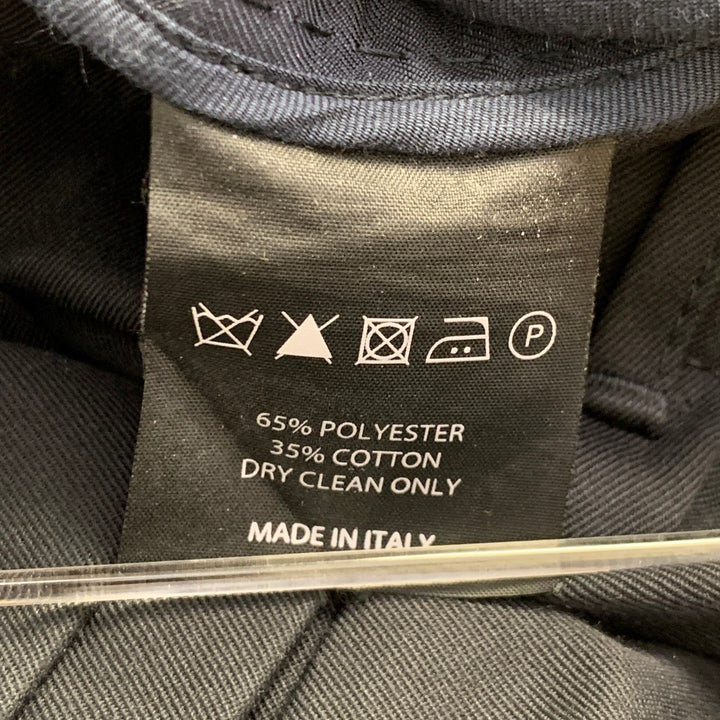 P
65% POLYESTER
35% COTTON
DRY CLEAN ONLY
MADE IN ITALY